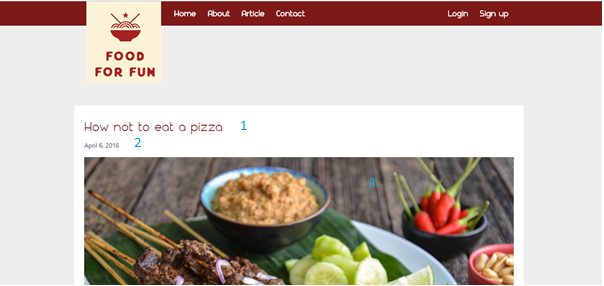 Home About Article Contact Login Sign up
FOOD
FOR FUN
How not to eat a pizza 1
April 6, 2016 2
3